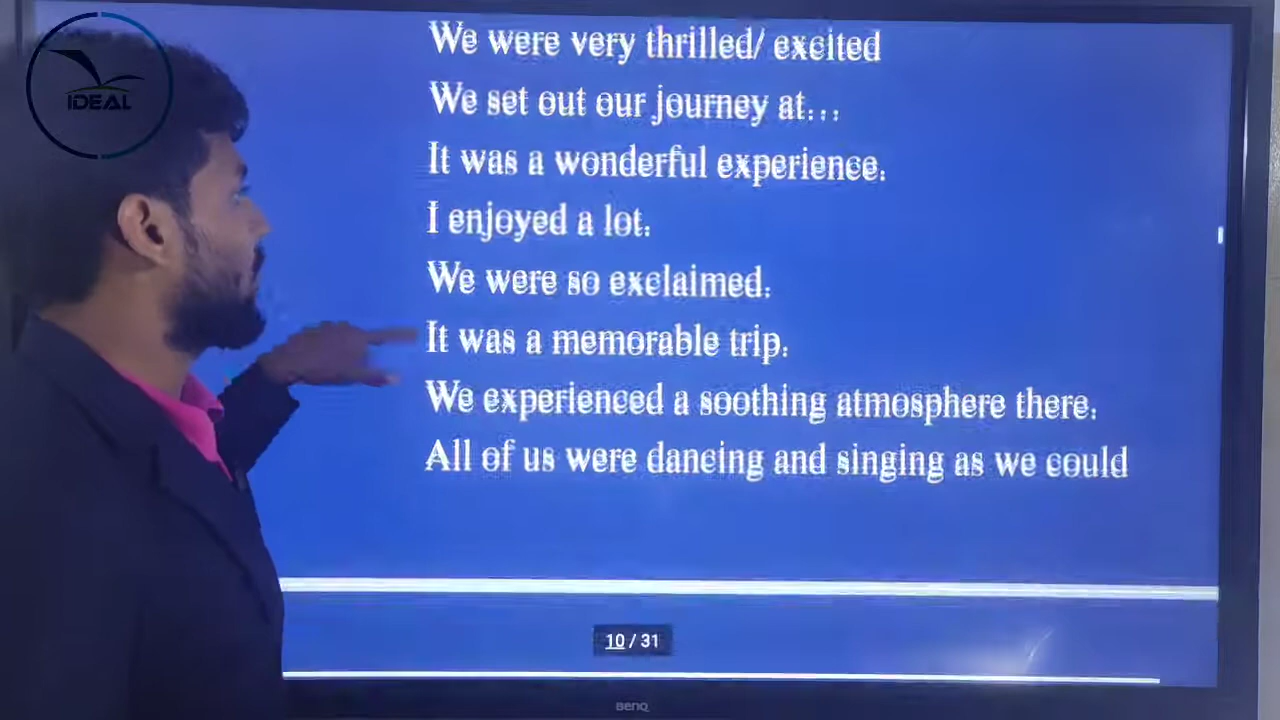 IDEAL
We were very thrilled/ excited
We set out our journey at...
It was a wonderful experience.
I enjoyed a lot.
We were so exclaimed.
It was a memorable trip.
We experienced a soothing atmosphere there.
All of us were dancing and singing as we could
10 / 31
BenQ